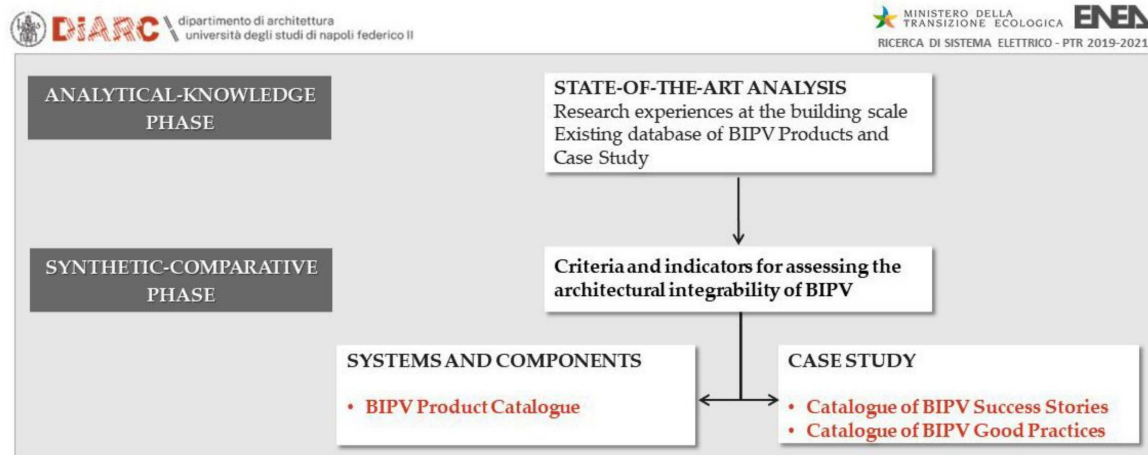 DiARC
dipartimento di architettura
università degli studi di napoli federico II
MINISTERO DELLA
TRANSIZIONE ECOLOGICA
ENEA
RICERCA DI SISTEMA ELETTRICO - PTR 2019-2021
ANALYTICAL-KNOWLEDGE
PHASE
STATE-OF-THE-ART ANALYSIS
Research experiences at the building scale
Existing database of BIPV Products and
Case Study
SYNTHETIC-COMPARATIVE
PHASE
Criteria and indicators for assessing the
architectural integrability of BIPV
SYSTEMS AND COMPONENTS
• BIPV Product Catalogue
CASE STUDY
• Catalogue of BIPV Success Stories
• Catalogue of BIPV Good Practices